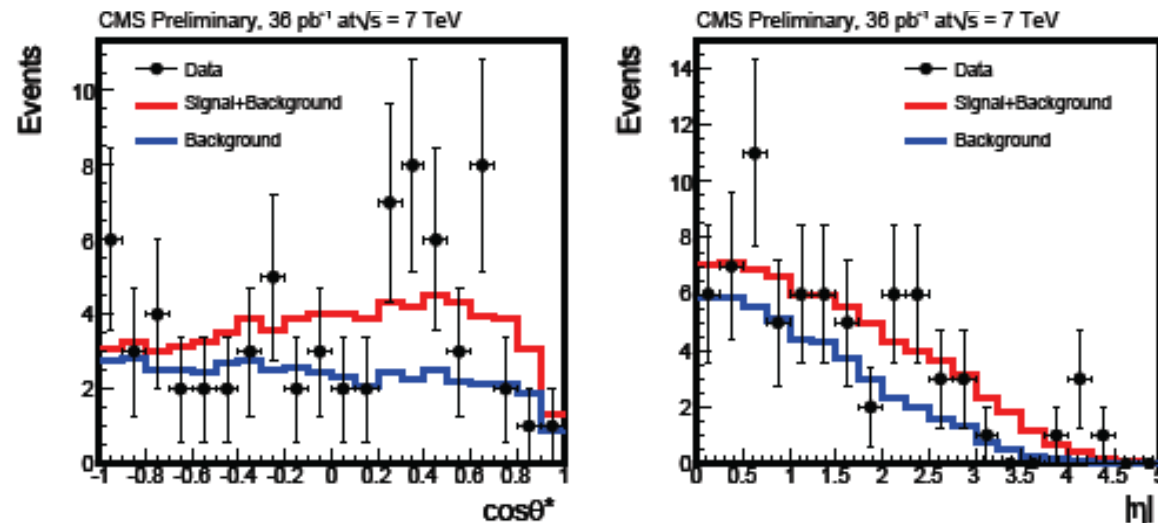 CMS Preliminary, 36 pb⁻¹ at√s = 7 TeV
Events
Data
Signal+Background
Background
10
8
6
4
2
0
-1 -0.8 -0.6 -0.4 -0.2 0 0.2 0.4 0.6 0.8 1
cosθ*
CMS Preliminary, 36 pb⁻¹ at√s = 7 TeV
Events
Data
Signal+Background
Background
14
12
10
8
6
4
2
0
0 0.5 1 1.5 2 2.5 3 3.5 4 4.5 5
|η|